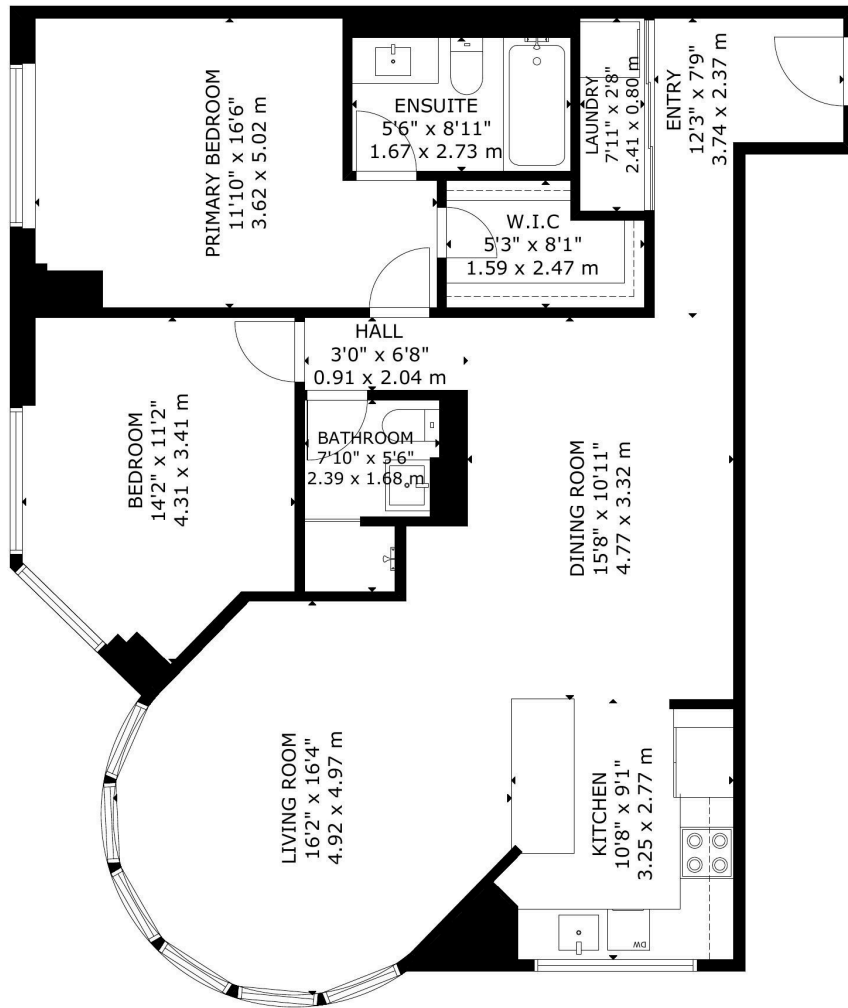 PRIMARY BEDROOM
11'10" x 16'6"
3.62 x 5.02 m
ENSUITE
5'6" x 8'11"
1.67 x 2.73 m
LAUNDRY
7'11" x 2'8"
2.41 x 0.80 m
ENTRY
12'3" x 7'9"
3.74 x 2.37 m
W.I.C
5'3" x 8'1"
1.59 x 2.47 m
HALL
3'0" x 6'8"
0.91 x 2.04 m
BEDROOM
14'2" x 11'2"
4.31 x 3.41 m
BATHROOM
7'10" x 5'6"
2.39 x 1.68 m
DINING ROOM
15'8" x 10'11"
4.77 x 3.32 m
LIVING ROOM
16'2" x 16'4"
4.92 x 4.97 m
KITCHEN
10'8" x 9'1"
3.25 x 2.77 m
DW